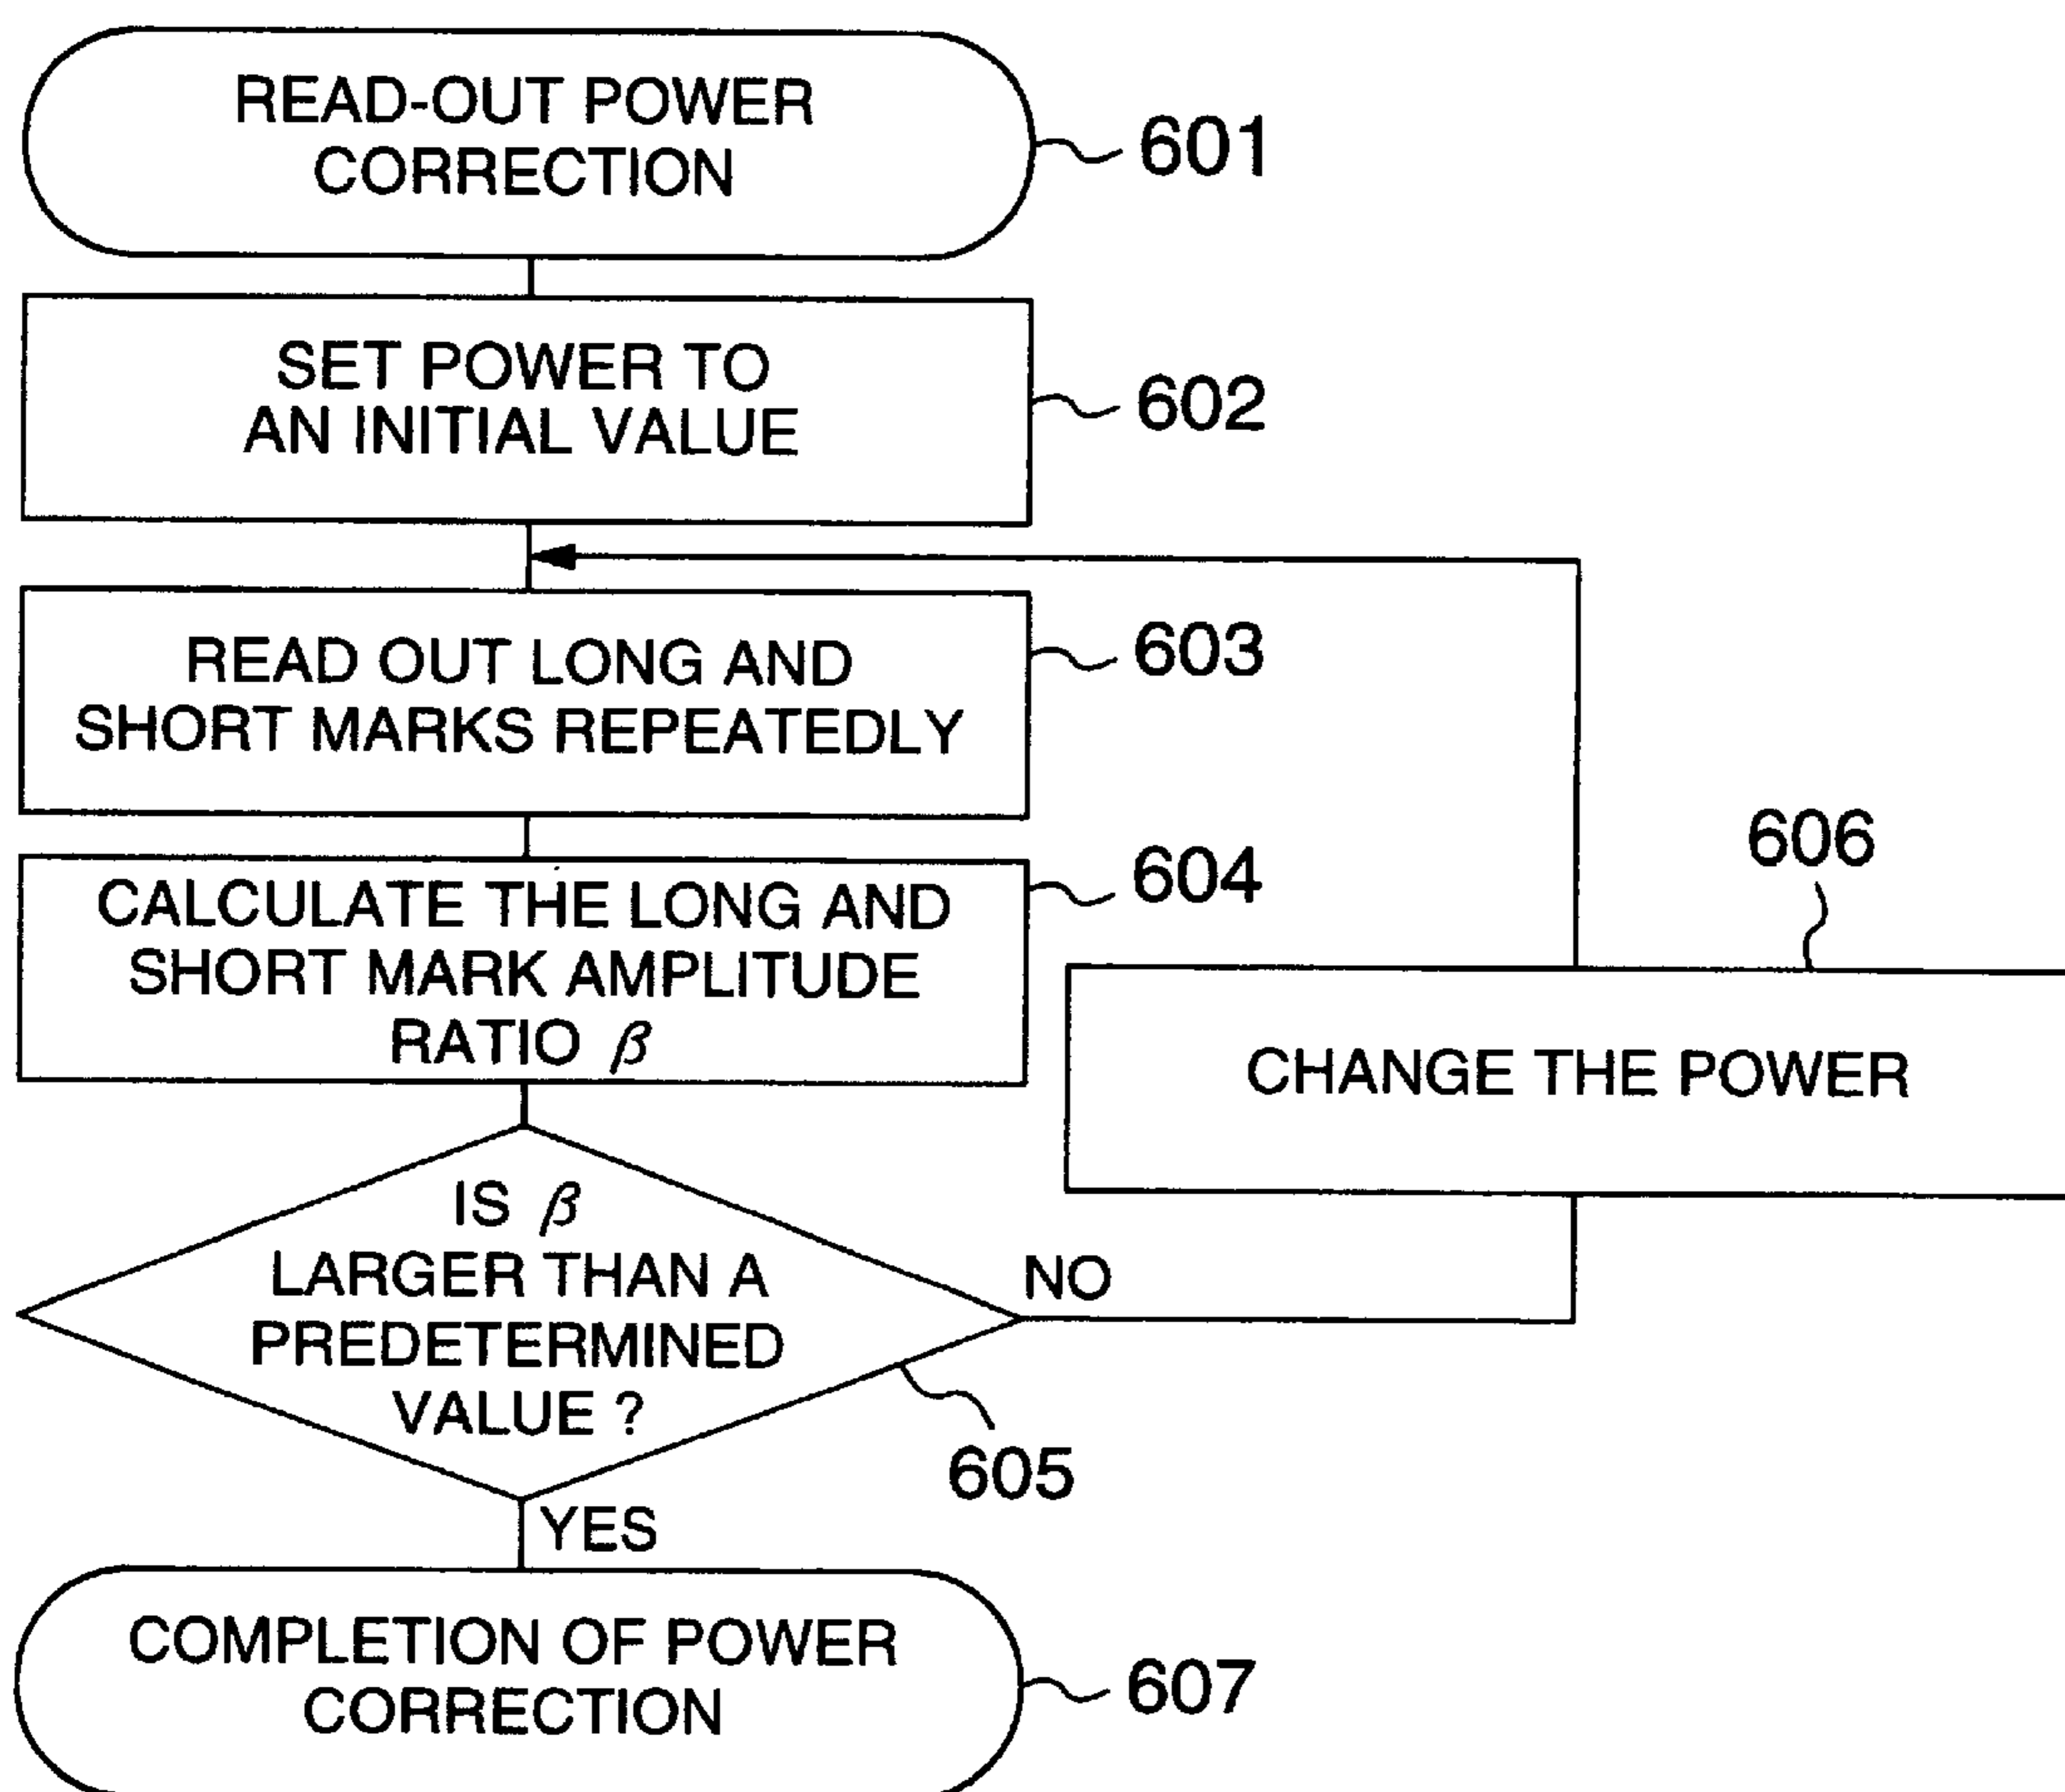 READ-OUT POWER
CORRECTION
601
SET POWER TO
AN INITIAL VALUE
602
READ OUT LONG AND
SHORT MARKS REPEATEDLY
603
CALCULATE THE LONG AND
SHORT MARK AMPLITUDE
RATIO β
604
606
CHANGE THE POWER
IS β
LARGER THAN A
PREDETERMINED
VALUE ?
NO
605
YES
COMPLETION OF POWER
CORRECTION
607